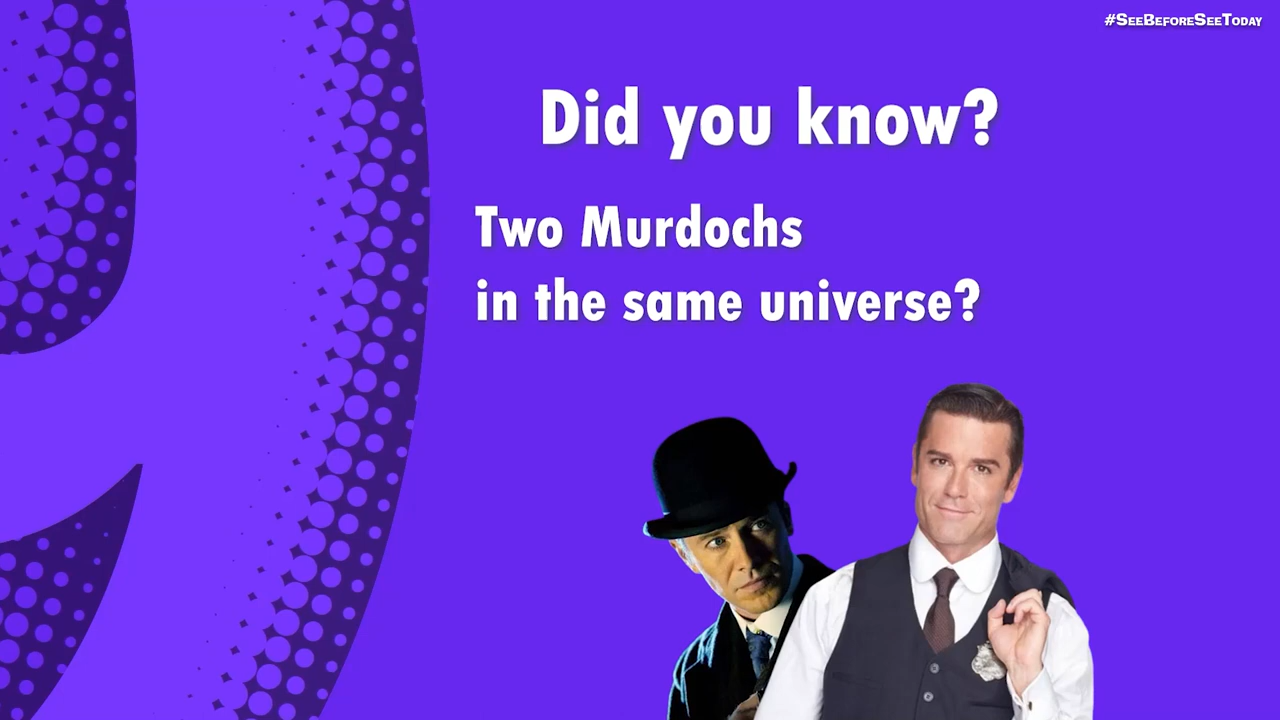 #SeeBeforeSeeToday
Did you know?
Two Murdochs
in the same universe?